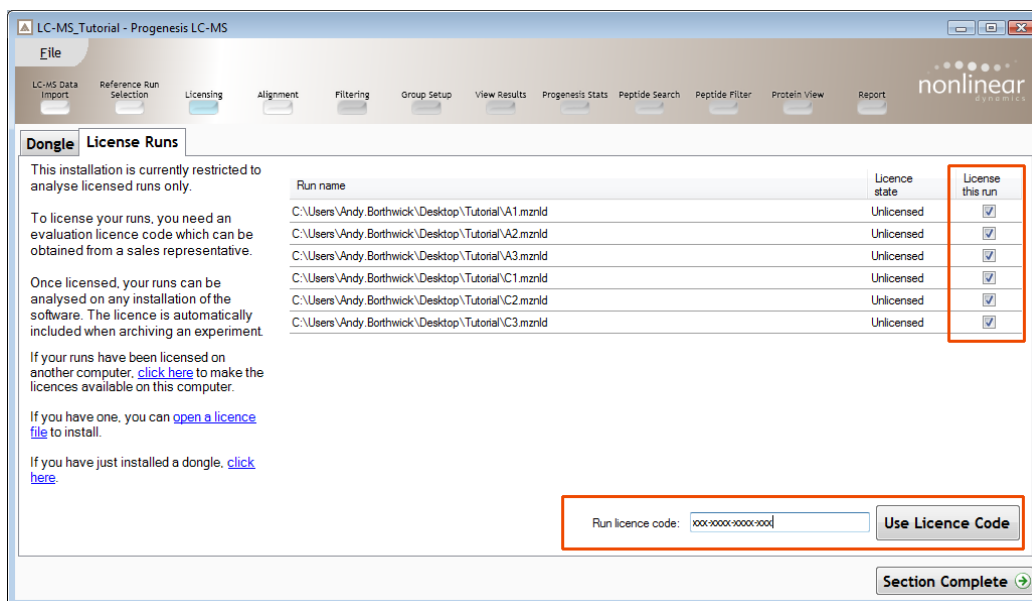 LC-MS_Tutorial - Progenesis LC-MS
File
LC-MS Data Import
Reference Run Selection
Licensing
Alignment
Filtering
Group Setup
View Results
Progenesis Stats
Peptide Search
Peptide Filter
Protein View
Report
nonlinear
dynamics
Dongle
License Runs
This installation is currently restricted to
analyse licensed runs only.
To license your runs, you need an
evaluation licence code which can be
obtained from a sales representative.
Once licensed, your runs can be
analysed on any installation of the
software. The licence is automatically
included when archiving an experiment.
If your runs have been licensed on
another computer, click here to make the
licences available on this computer.
If you have one, you can open a licence
file to install.
If you have just installed a dongle, click
here.
Run name
Licence state
License this run
C:\Users\Andy.Borthwick\Desktop\Tutorial\A1.mznld Unlicensed
C:\Users\Andy.Borthwick\Desktop\Tutorial\A2.mznld Unlicensed
C:\Users\Andy.Borthwick\Desktop\Tutorial\A3.mznld Unlicensed
C:\Users\Andy.Borthwick\Desktop\Tutorial\C1.mznld Unlicensed
C:\Users\Andy.Borthwick\Desktop\Tutorial\C2.mznld Unlicensed
C:\Users\Andy.Borthwick\Desktop\Tutorial\C3.mznld Unlicensed
Run licence code: xxx-xxxx-xxxx-xxx
Use Licence Code
Section Complete